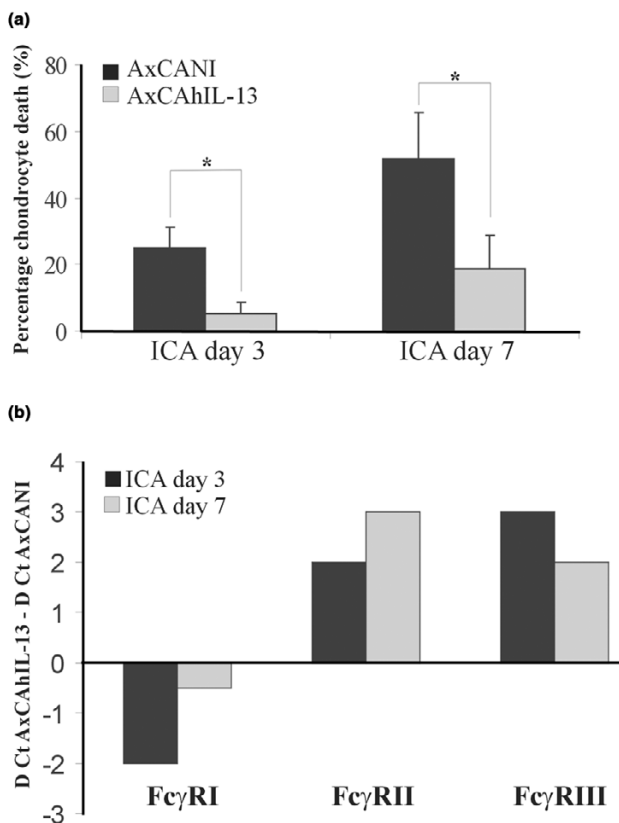 (a)
Percentage chondrocyte death (%)
80
60
40
20
0
AxCANI
AxCAhIL-13
*
*
ICA day 3
ICA day 7
(b)
D Ct AxCAhIL-13 - D Ct AxCANI
4
3
2
1
0
-1
-2
-3
ICA day 3
ICA day 7
FcγRI
FcγRII
FcγRIII